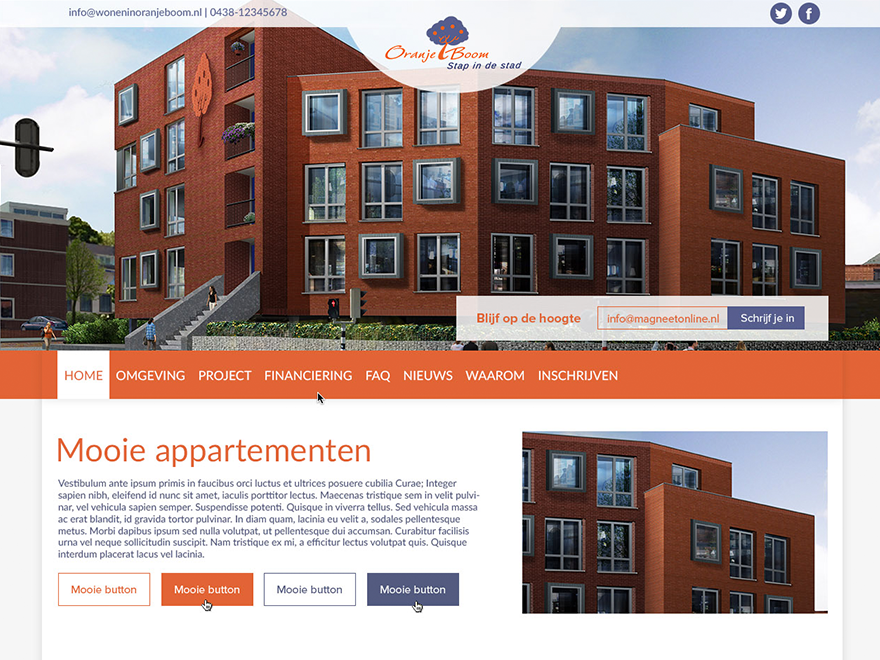 info@woneninoranjeboom.nl | 0438-12345678
Oranje Boom
Stap in de stad
Blijf op de hoogte
info@magneetonline.nl
Schrijf je in
HOME OMGEVING PROJECT FINANCIERING FAQ NIEUWS WAAROM INSCHRIJVEN
Mooie appartementen
Vestibulum ante ipsum primis in faucibus orci luctus et ultrices posuere cubilia Curae; Integer
sapien nibh, eleifend id nunc sit amet, iaculis porttitor lectus. Maecenas tristique sem in velit pulvi-
nar, vel vehicula sapien semper. Suspendisse potenti. Quisque in viverra tellus. Sed vehicula massa
ac erat blandit, id gravida tortor pulvinar. In diam quam, lacinia eu velit a, sodales pellentesque
metus. Morbi dapibus ipsum sed nulla volutpat, ut pellentesque dui accumsan. Curabitur facilisis
urna vel neque sollicitudin suscipit. Nam tristique ex mi, a efficitur lectus volutpat quis. Quisque
interdum placerat lacus vel lacinia.
Mooie button Mooie button Mooie button Mooie button